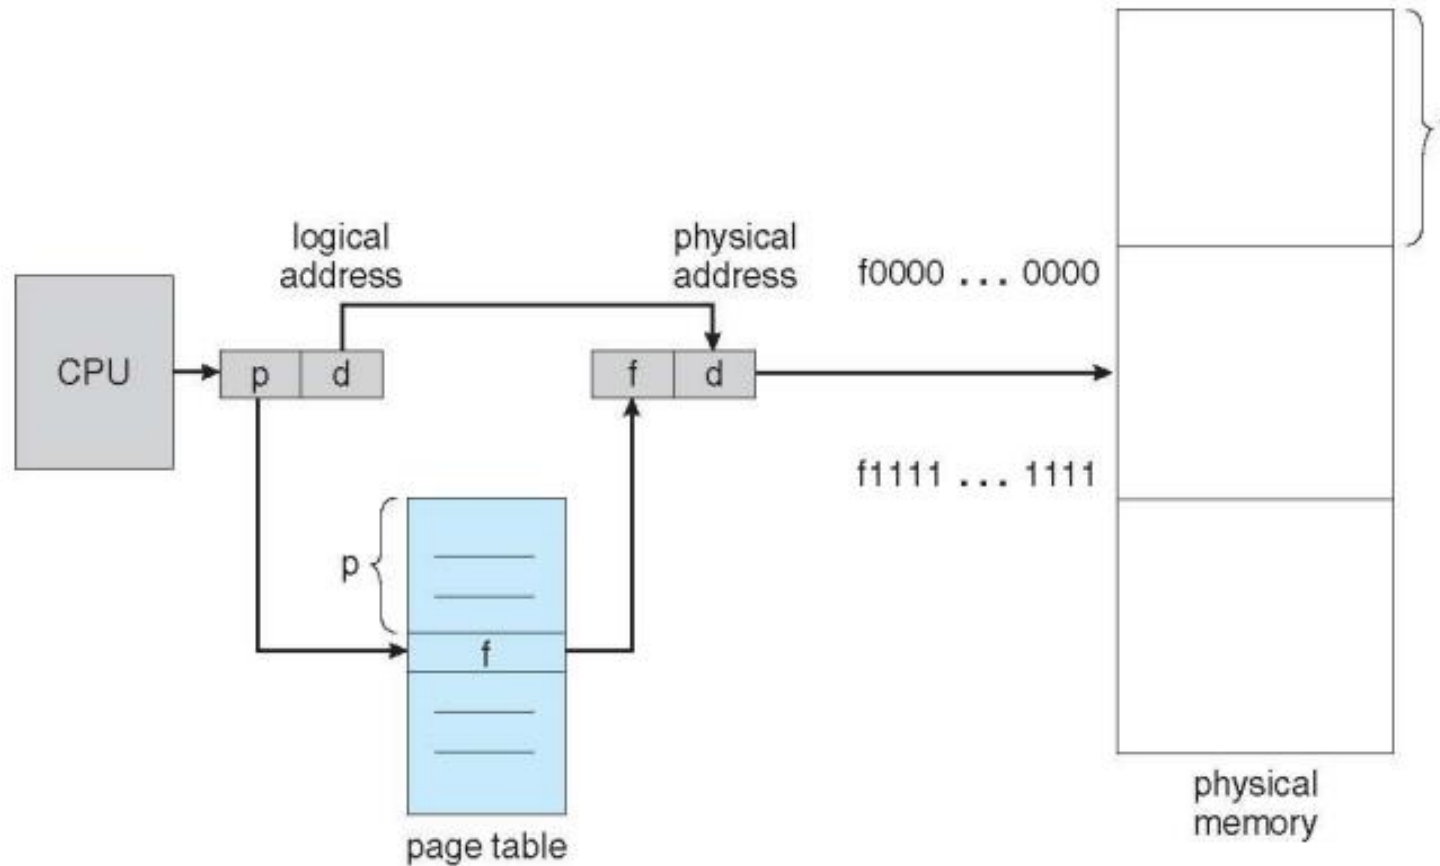 logical
address
physical
address
f0000 ... 0000
CPU
p
d
f
d
f1111 ... 1111
p
f
page table
physical
memory